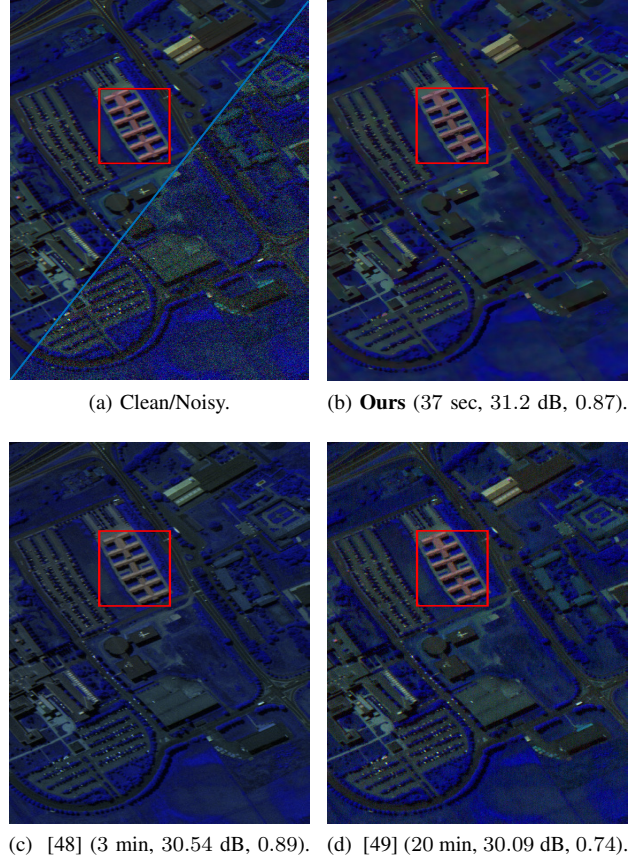 (a) Clean/Noisy.
(b) Ours (37 sec, 31.2 dB, 0.87).
(c) [48] (3 min, 30.54 dB, 0.89).
(d) [49] (20 min, 30.09 dB, 0.74).